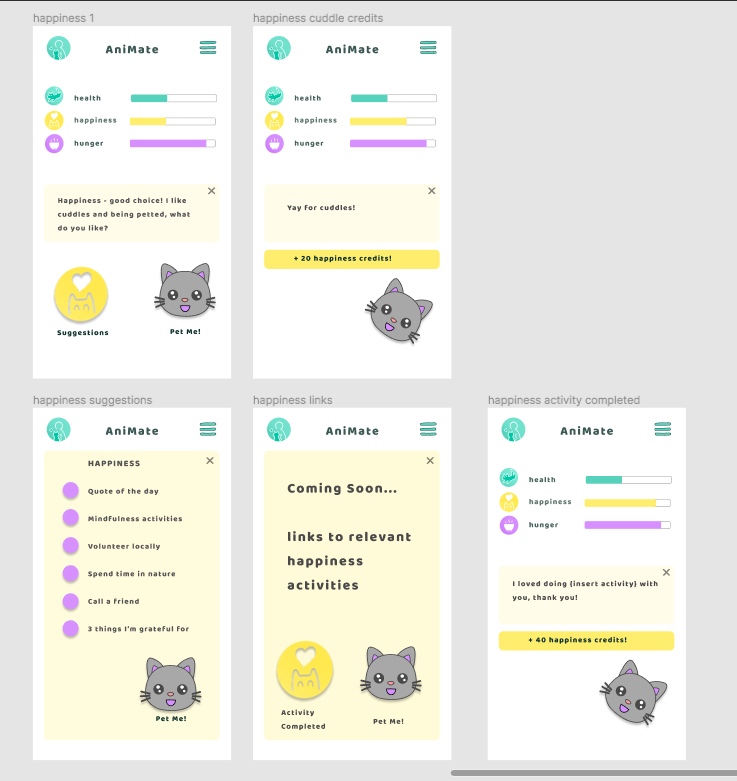 happiness 1
AniMate
health
happiness
hunger
Happiness - good choice! I like
cuddles and being petted, what
do you like?
Suggestions
Pet Me!
happiness cuddle credits
AniMate
health
happiness
hunger
Yay for cuddles!
+ 20 happiness credits!
happiness suggestions
AniMate
HAPPINESS
Quote of the day
Mindfulness activities
Volunteer locally
Spend time in nature
Call a friend
3 things I'm grateful for
Pet Me!
happiness links
AniMate
Coming Soon...
links to relevant
happiness
activities
Activity
Completed
Pet Me!
happiness activity completed
AniMate
health
happiness
hunger
I loved doing {insert activity} with
you, thank you!
+ 40 happiness credits!